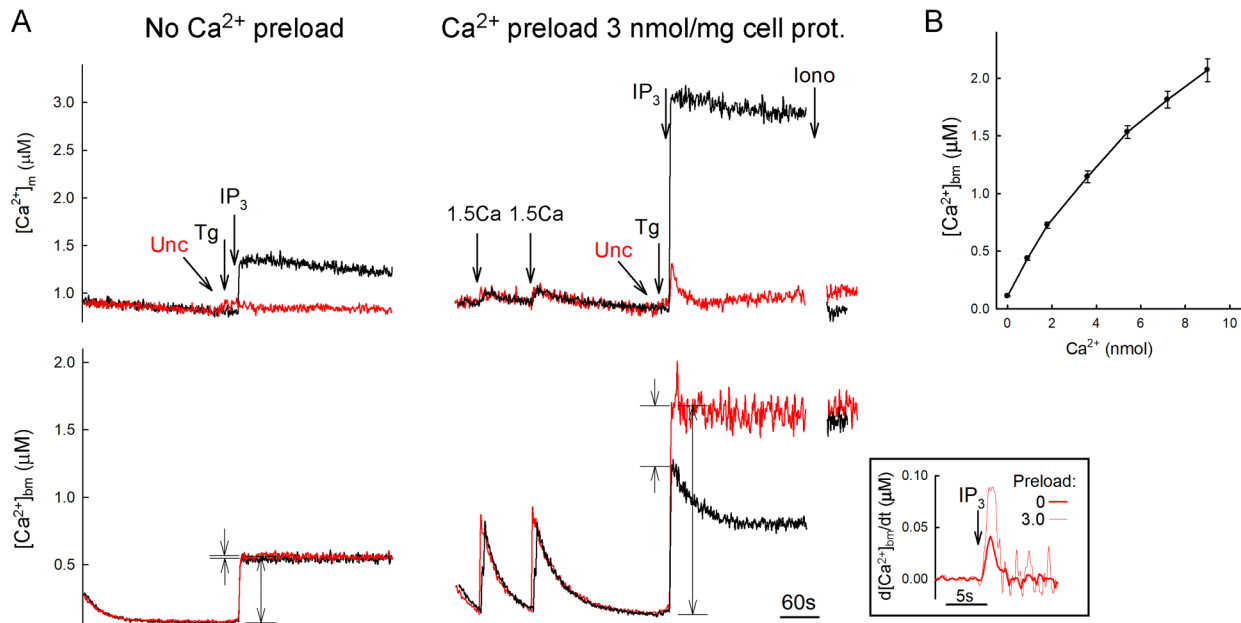 A
No Ca²⁺ preload
Ca²⁺ preload 3 nmol/mg cell prot.
B
[Ca²⁺]m (µM)
3.0
2.5
2.0
1.5
1.0
Unc
Tg
IP₃
1.5Ca
1.5Ca
Unc
Tg
IP₃
Iono
[Ca²⁺]bm (µM)
2.0
1.5
1.0
0.5
0.0
0
2
4
6
8
10
Ca²⁺ (nmol)
[Ca²⁺]bm (µM)
2.0
1.5
1.0
0.5
60s
d[Ca²⁺]bm/dt (µM)
0.10
0.05
0.00
IP₃
Preload:
0
3.0
5s